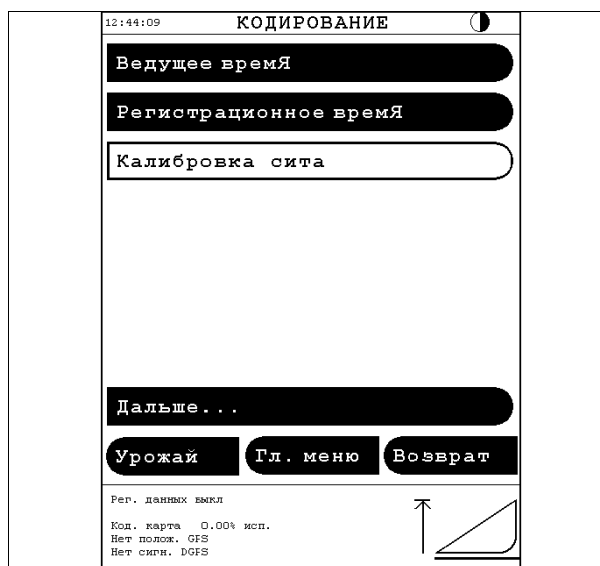 12:44:09 КОДИРОВАНИЕ
Ведущее времЯ
Регистрационное времЯ
Калибровка сита
Дальше...
Урожай Гл. меню Возврат
Рег. данных выкл
Код. карта 0.00% исп.
Нет полож. GPS
Нет сигн. DGPS